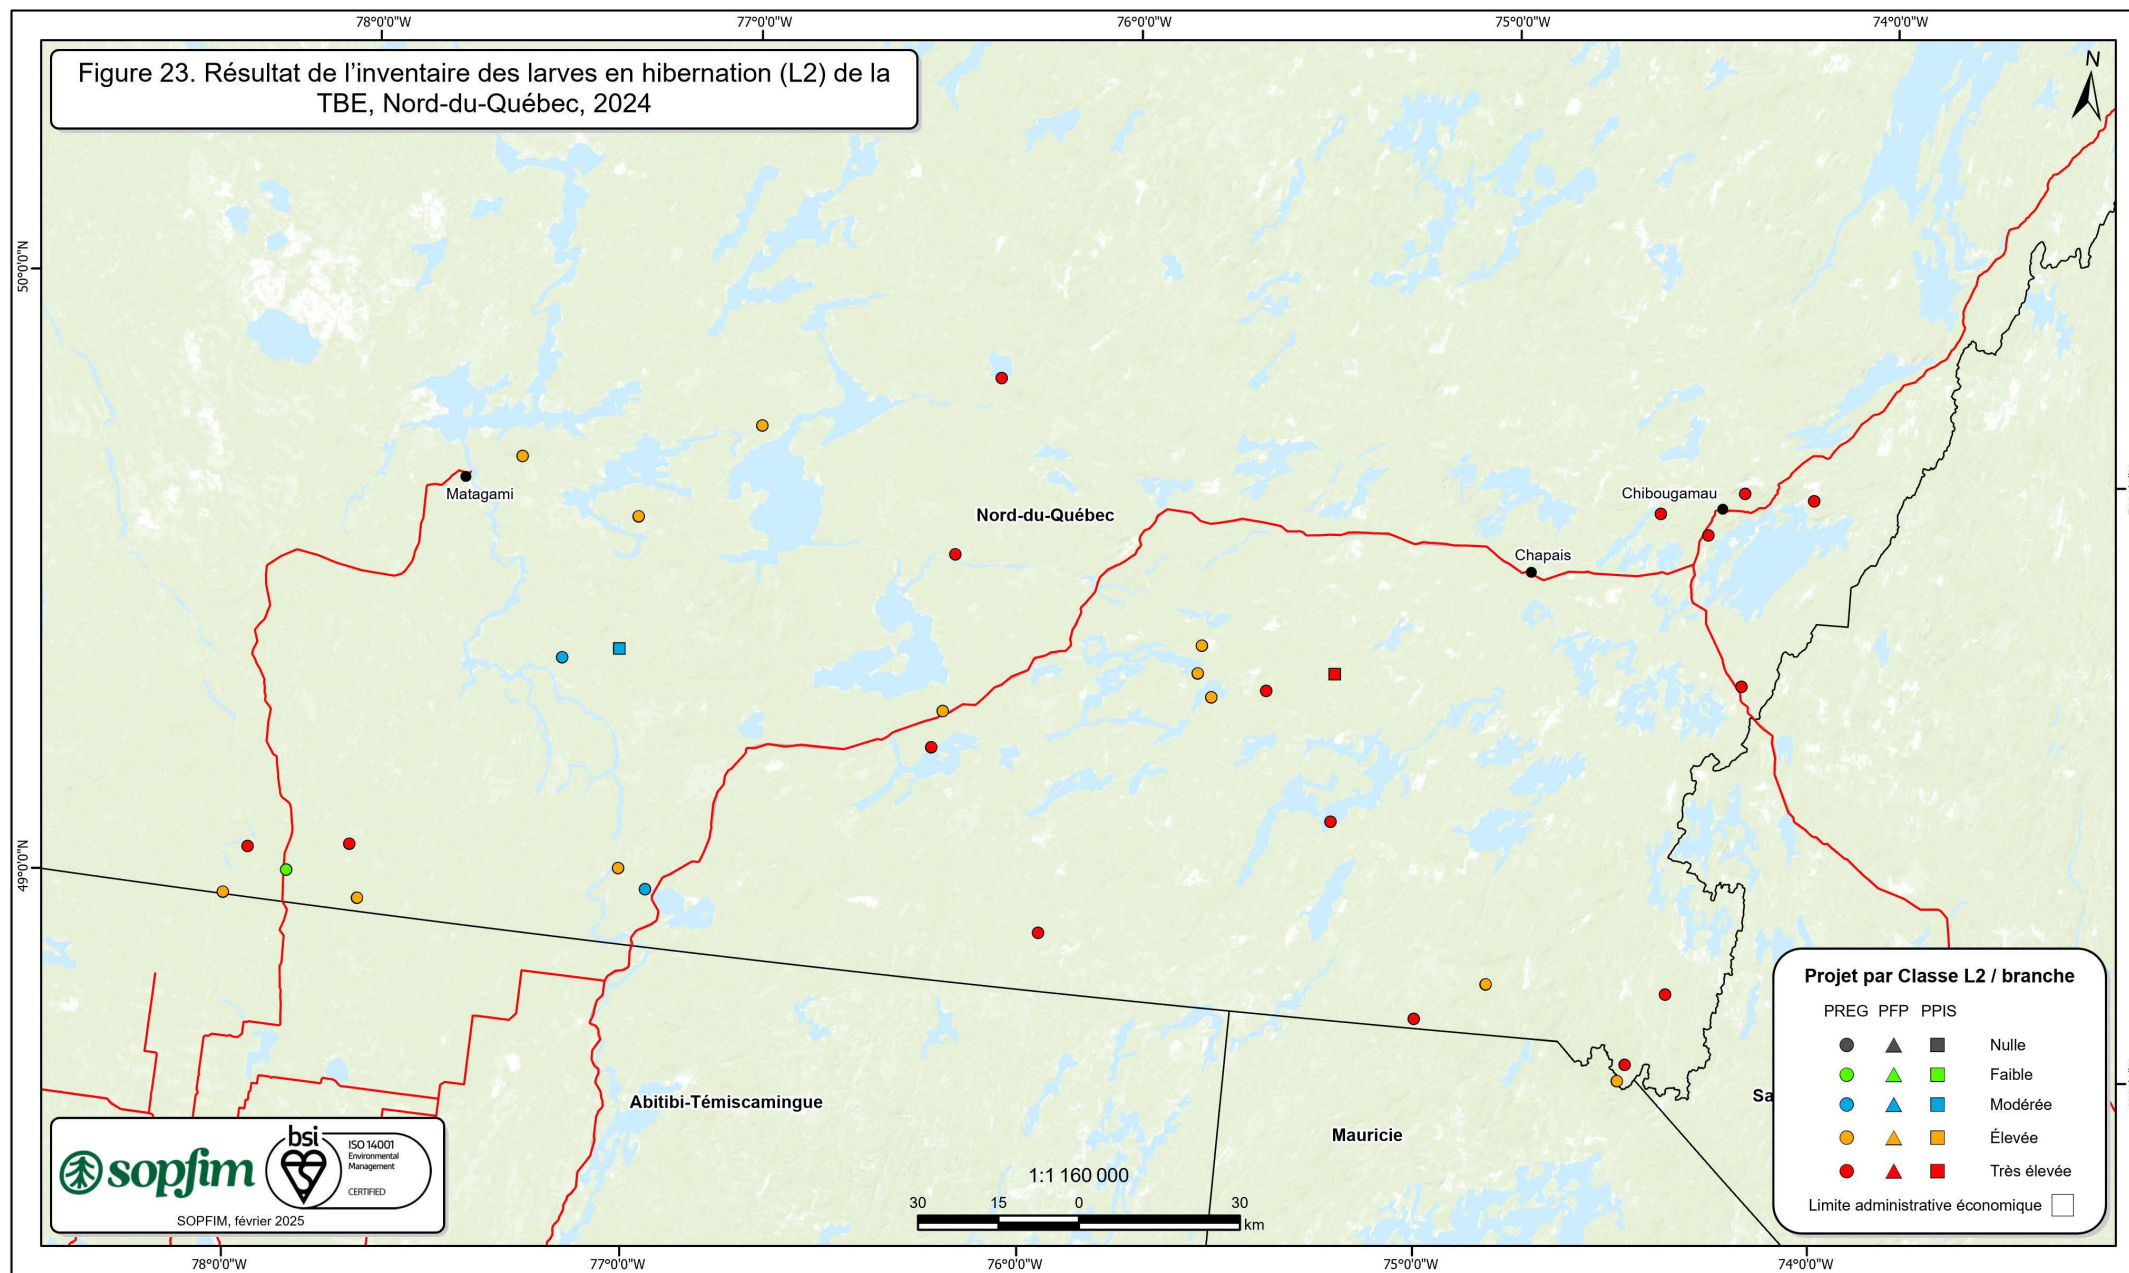 78°0'0"W 77°0'0"W 76°0'0"W 75°0'0"W 74°0'0"W
Figure 23. Résultat de l'inventaire des larves en hibernation (L2) de la
TBE, Nord-du-Québec, 2024
N
50°0'0"N
Matagami
Nord-du-Québec
Chibougamau
Chapais
49°0'0"N
Abitibi-Témiscamingue
Mauricie
Sa
Projet par Classe L2 / branche
PREG PFP PPIS
Nulle
Faible
Modérée
Élevée
Très élevée
Limite administrative économique
sopfim
bsi
ISO 14001
Environmental
Management
CERTIFIED
SOPFIM, février 2025
1:1 160 000
30 15 0 30
km
78°0'0"W 77°0'0"W 76°0'0"W 75°0'0"W 74°0'0"W